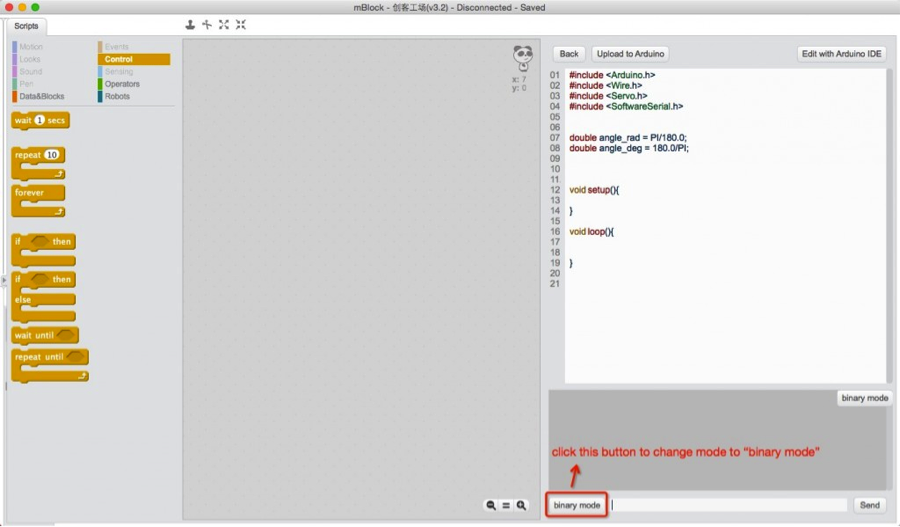 mBlock - 创客工场(v3.2) - Disconnected - Saved
Scripts
Motion
Looks
Sound
Pen
Data&Blocks
Events
Control
Sensing
Operators
Robots
wait 1 secs
repeat 10
forever
if then
if then
else
wait until
repeat until
x: 7
y: 0
Back
Upload to Arduino
Edit with Arduino IDE
01 #include <Arduino.h>
02 #include <Wire.h>
03 #include <Servo.h>
04 #include <SoftwareSerial.h>
05
06
07 double angle_rad = PI/180.0;
08 double angle_deg = 180.0/PI;
09
10
11
12 void setup(){
13
14 }
15
16 void loop(){
17
18
19 }
20
21
binary mode
click this button to change mode to “binary mode”
binary mode
Send